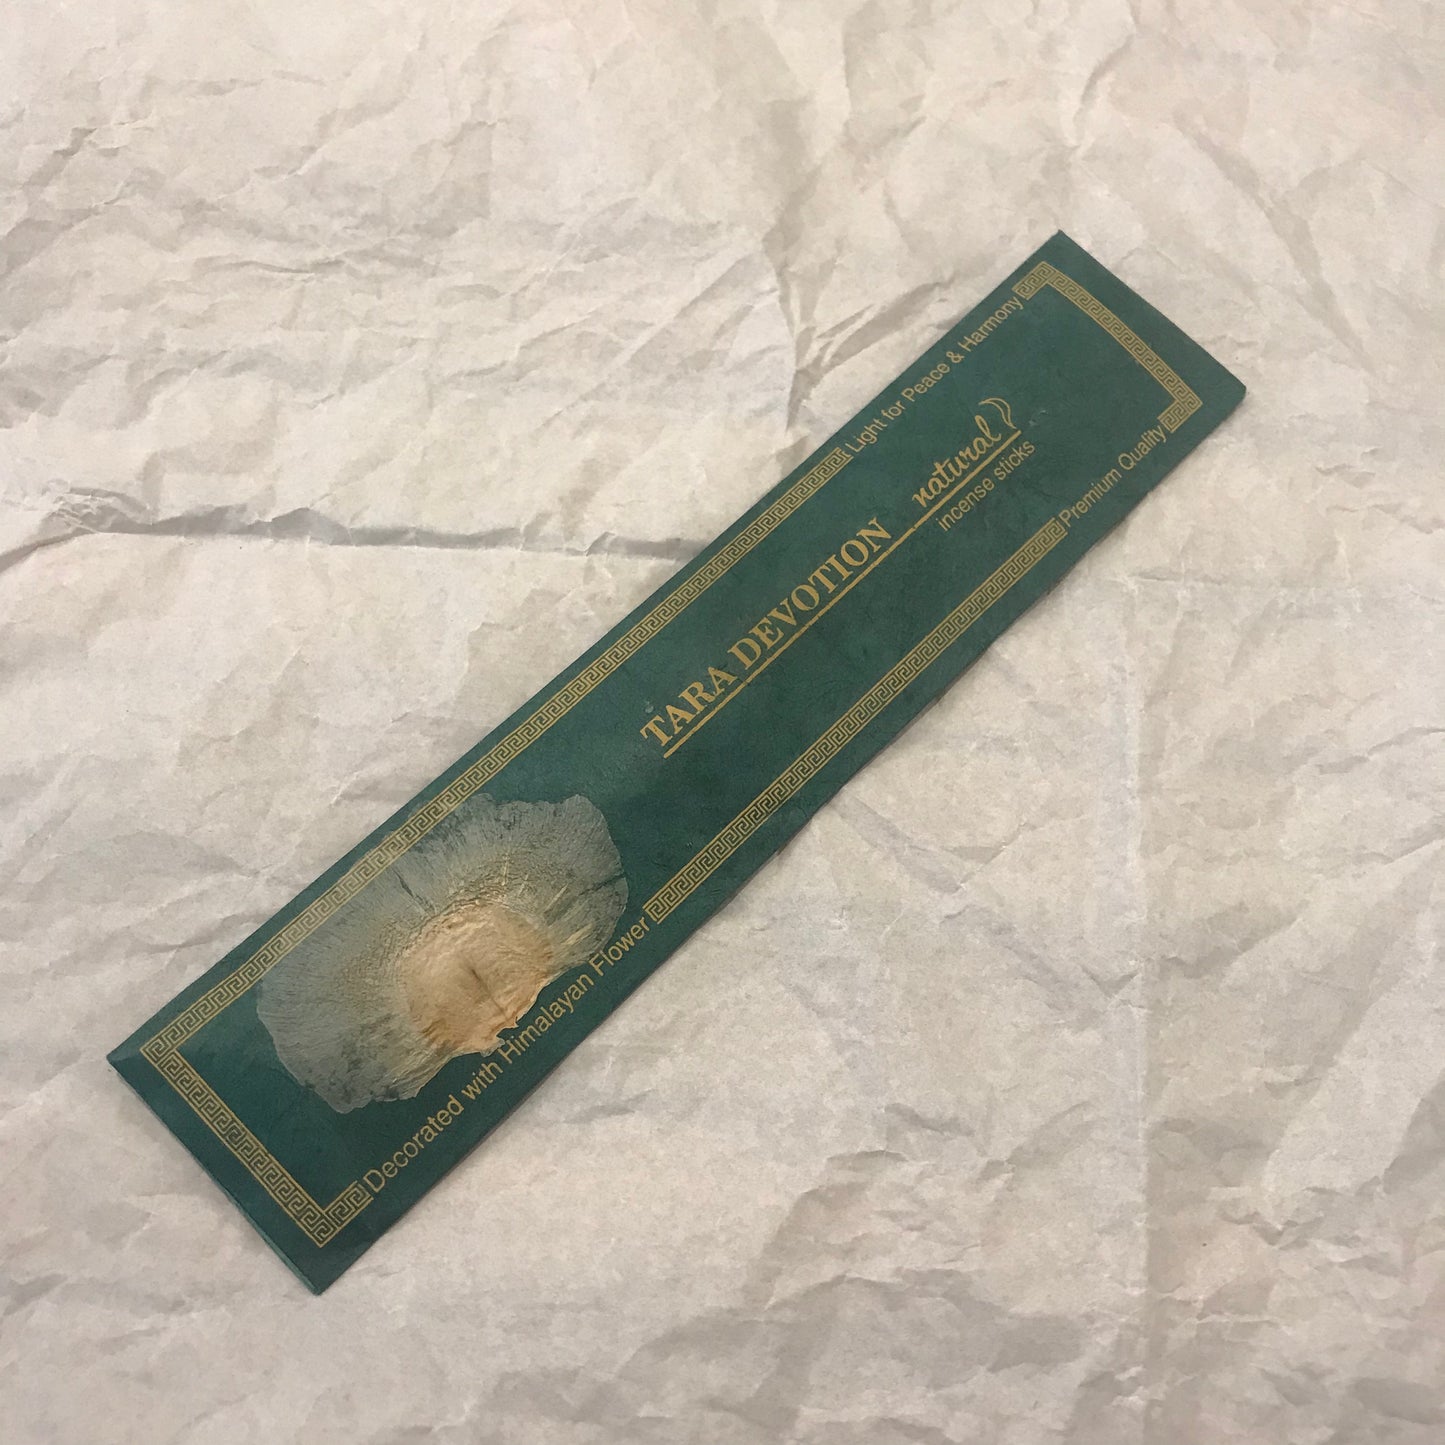 Light for Peace & Harmony
TARA DEVOTION natural
incense sticks
Premium Quality
Decorated with Himalayan Flower